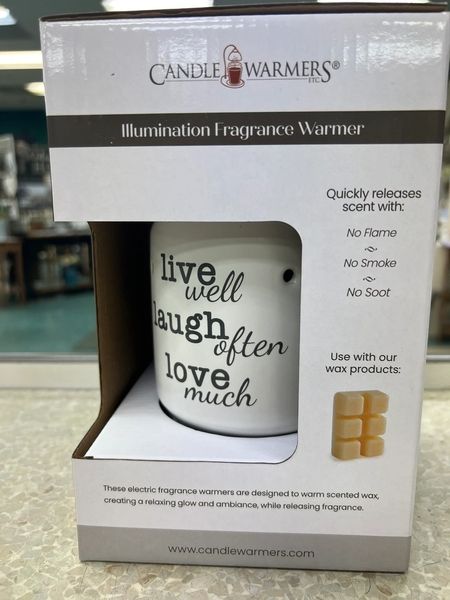 CANDLE WARMERS®
ETC.
Illumination Fragrance Warmer
Quickly releases
scent with:
No Flame
No Smoke
No Soot
live
well
laugh
often
love
much
Use with our
wax products:
These electric fragrance warmers are designed to warm scented wax,
creating a relaxing glow and ambiance, while releasing fragrance.
www.candlewarmers.com